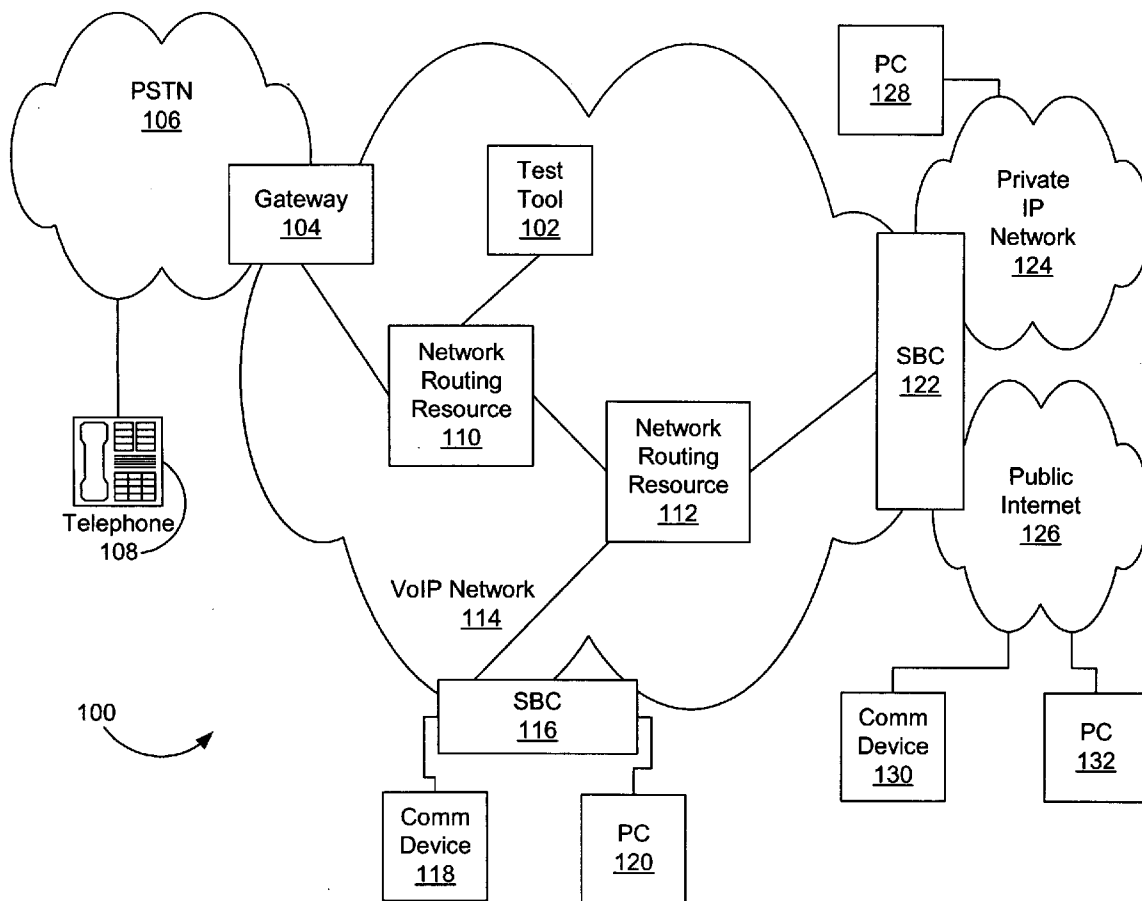 PSTN
106
PC
128
Gateway
104
Test
Tool
102
Private
IP
Network
124
Network
Routing
Resource
110
SBC
122
Network
Routing
Resource
112
Telephone
108
Public
Internet
126
VoIP Network
114
SBC
116
100
Comm
Device
118
PC
120
Comm
Device
130
PC
132